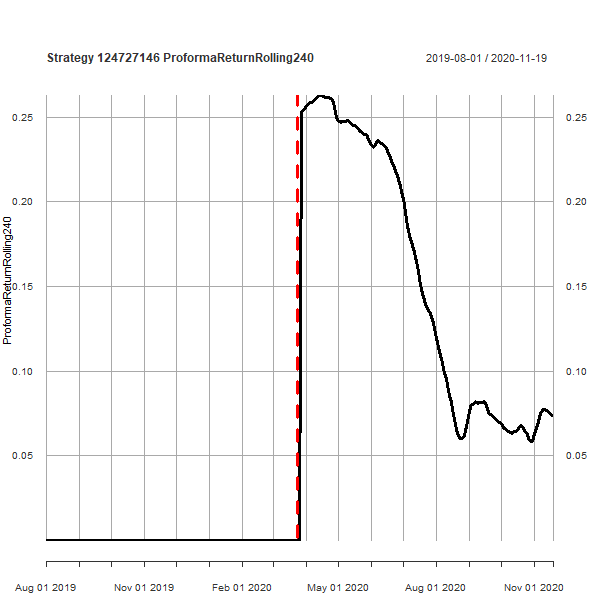 Strategy 124727146 ProformaReturnRolling240
2019-08-01 / 2020-11-19
ProformaReturnRolling240
0.25
0.20
0.15
0.10
0.05
0.25
0.20
0.15
0.10
0.05
Aug 01 2019
Nov 01 2019
Feb 01 2020
May 01 2020
Aug 01 2020
Nov 01 2020